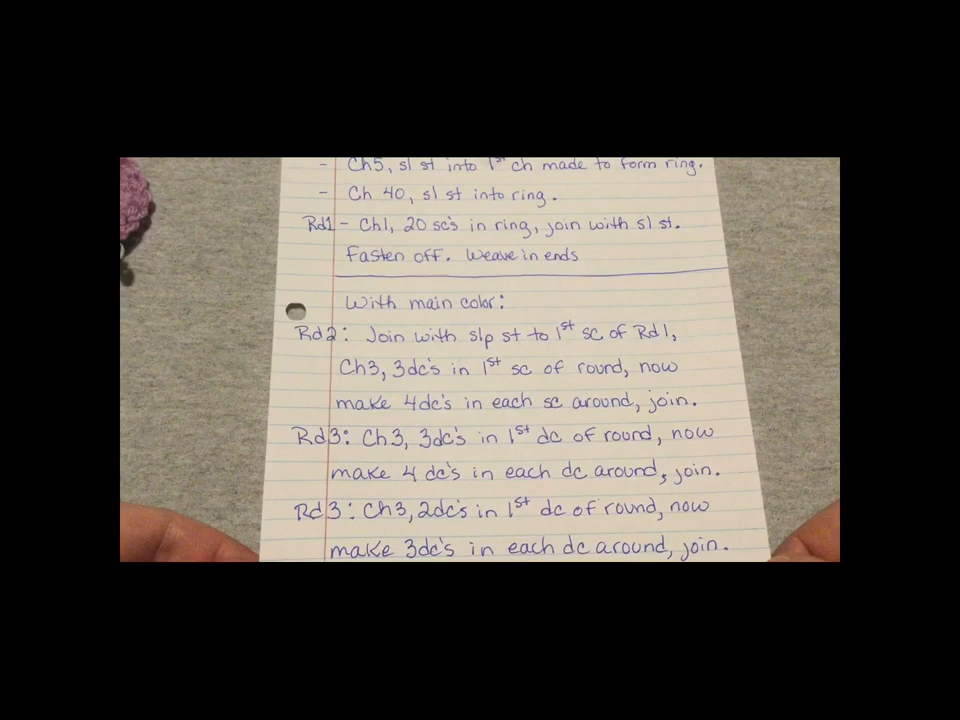 - Ch5, sl st into 1st ch made to form ring.
- Ch 40, sl st into ring.
Rd1 - Ch1, 20 sc's in ring, join with sl st.
Fasten off. Weave in ends
With main color:
Rd2: Join with slp st to 1st sc of Rd1,
Ch3, 3dc's in 1st sc of round, now
make 4dc's in each sc around, join.
Rd3: Ch3, 3dc's in 1st dc of round, now
make 4 dc's in each dc around, join.
Rd3: Ch3, 2dc's in 1st dc of round, now
make 3dc's in each dc around, join.